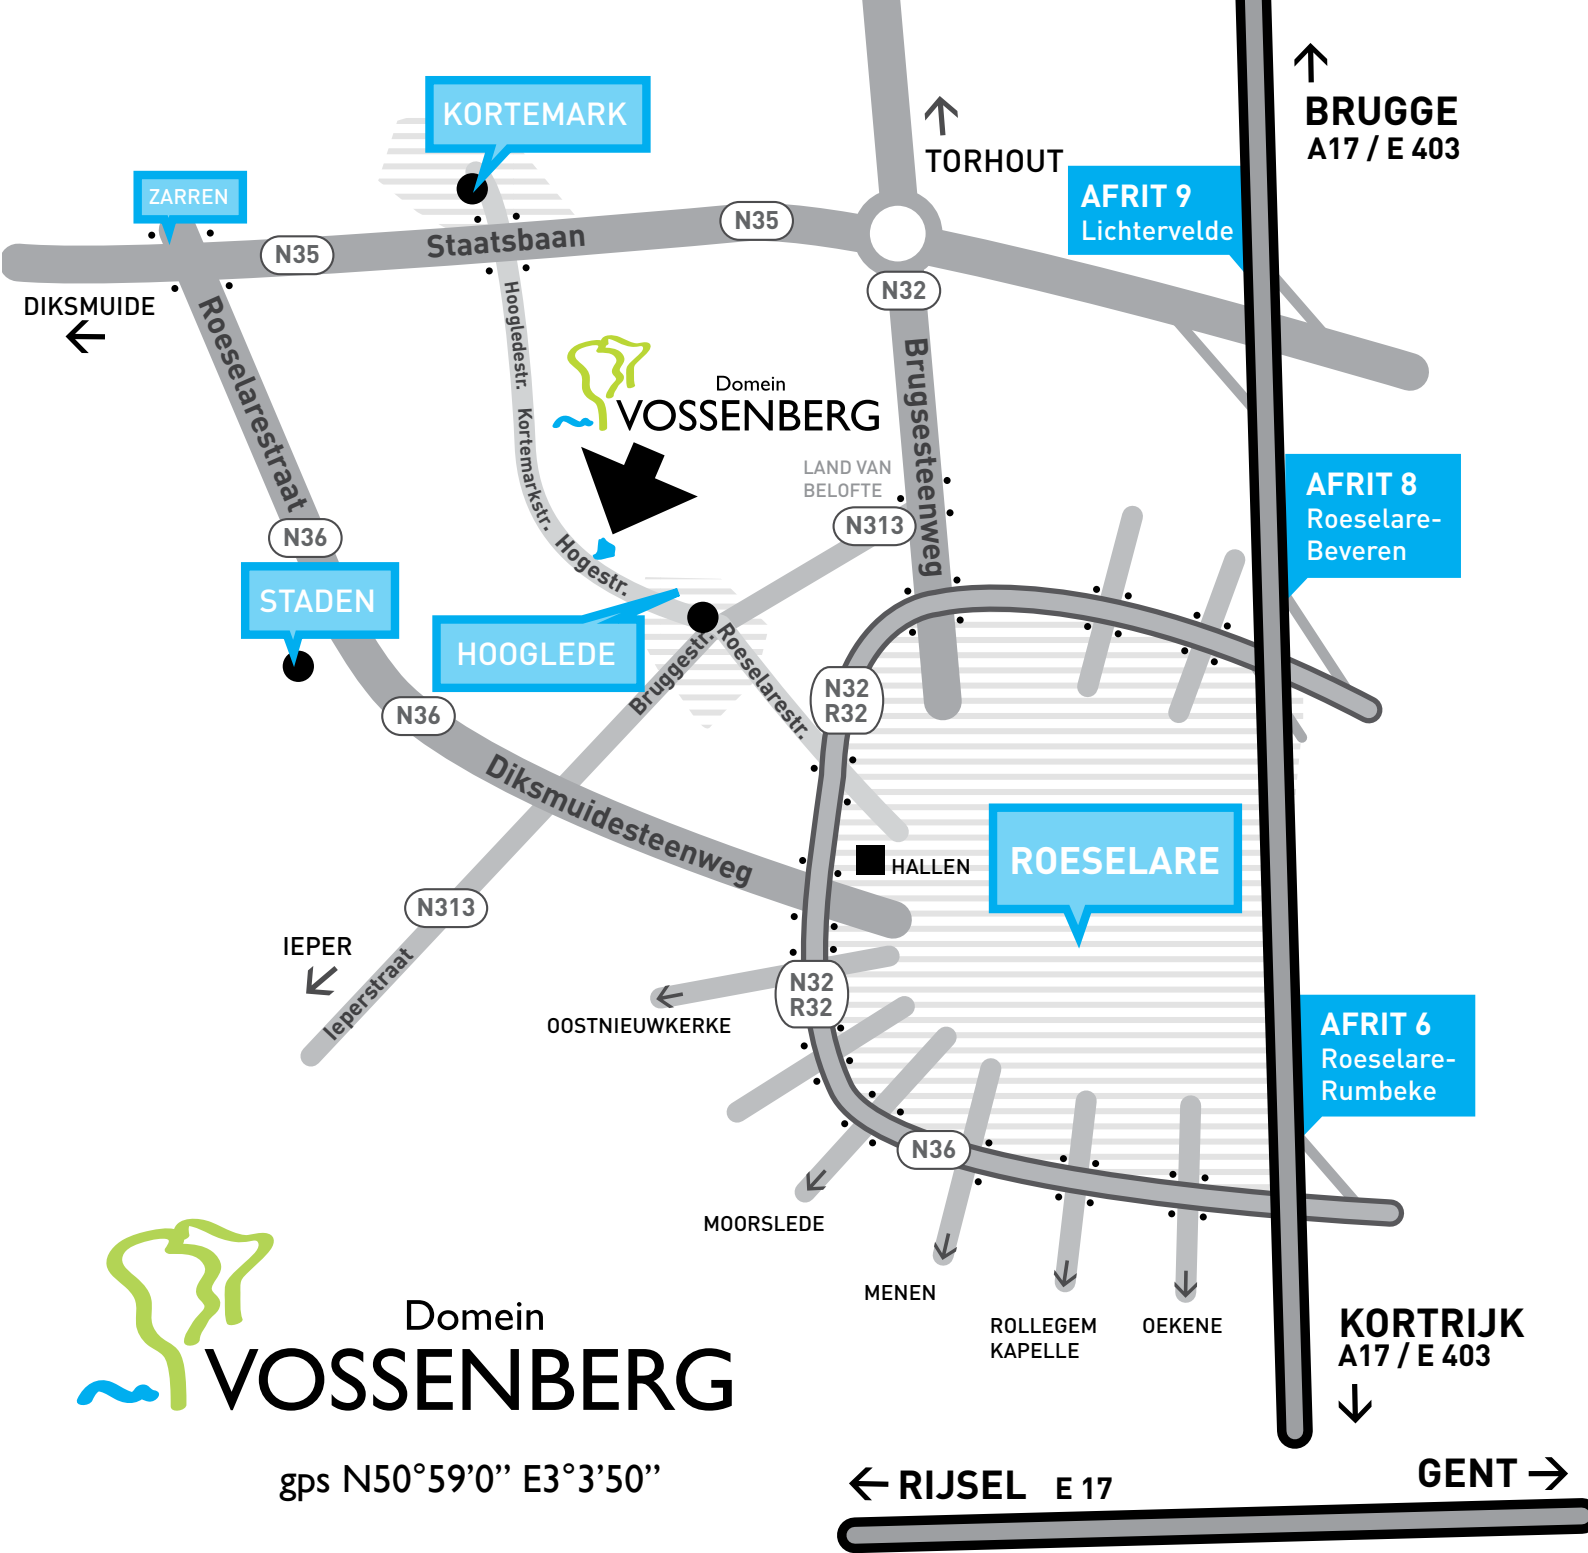 BRUGGE
A17 / E 403
KORTEMARK
TORHOUT
ZARREN
AFRIT 9
Lichtervelde
N35
Staatsbaan
N35
DIKSMUIDE
N32
Roeselarestraat
Hoogledestr.
Kortemarkstr.
Hogestr.
Domein
VOSSENBERG
Brugsesteenweg
LAND VAN
BELOFTE
N313
AFRIT 8
Roeselare-
Beveren
N36
STADEN
HOOGLEDE
Bruggestr.
Roeselarestr.
N32
R32
N36
Diksmuidesteenweg
HALLEN
ROESELARE
N313
IEPER
Ieperstraat
N32
R32
OOSTNIEUWKERKE
AFRIT 6
Roeselare-
Rumbeke
N36
MOORSLEDE
MENEN
ROLLEGEM
KAPELLE
OEKENE
KORTRIJK
A17 / E 403
Domein
VOSSENBERG
gps N50°59’0’’ E3°3’50’’
RIJSEL E 17
GENT